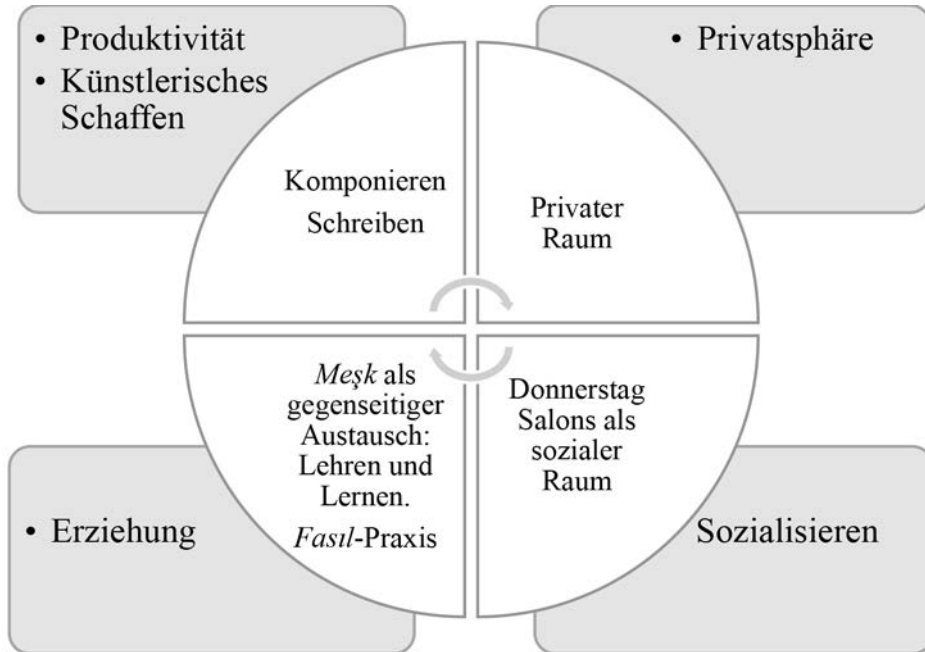 • Produktivität
• Künstlerisches
Schaffen
• Privatsphäre
Komponieren
Schreiben
Privater
Raum
Meşk als
gegenseitiger
Austausch:
Lehren und
Lernen.
Fasıl-Praxis
Donnerstag
Salons als
sozialer
Raum
• Erziehung
Sozialisieren